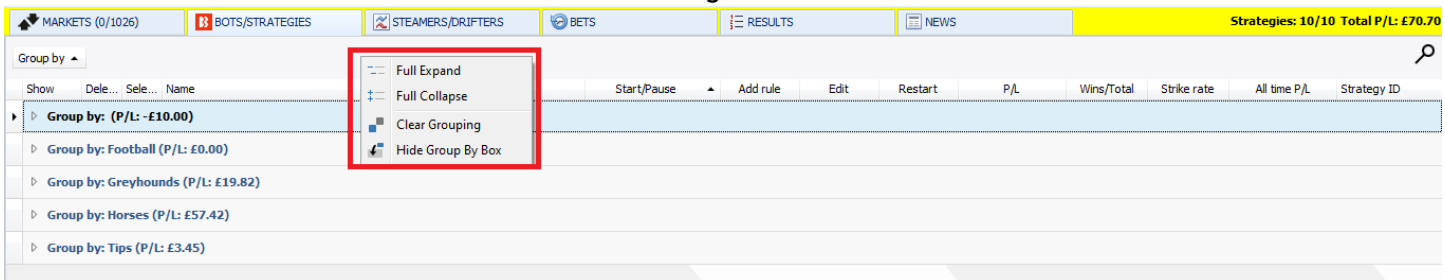 MARKETS (0/1026) BOTS/STRATEGIES STEAMERS/DRIFTERS BETS RESULTS NEWS Strategies: 10/10 Total P/L: £70.70
Group by
Full Expand
Full Collapse
Clear Grouping
Hide Group By Box
Show Dele... Sele... Name Start/Pause Add rule Edit Restart P/L Wins/Total Strike rate All time P/L Strategy ID
Group by: (P/L: -£10.00)
Group by: Football (P/L: £0.00)
Group by: Greyhounds (P/L: £19.82)
Group by: Horses (P/L: £57.42)
Group by: Tips (P/L: £3.45)